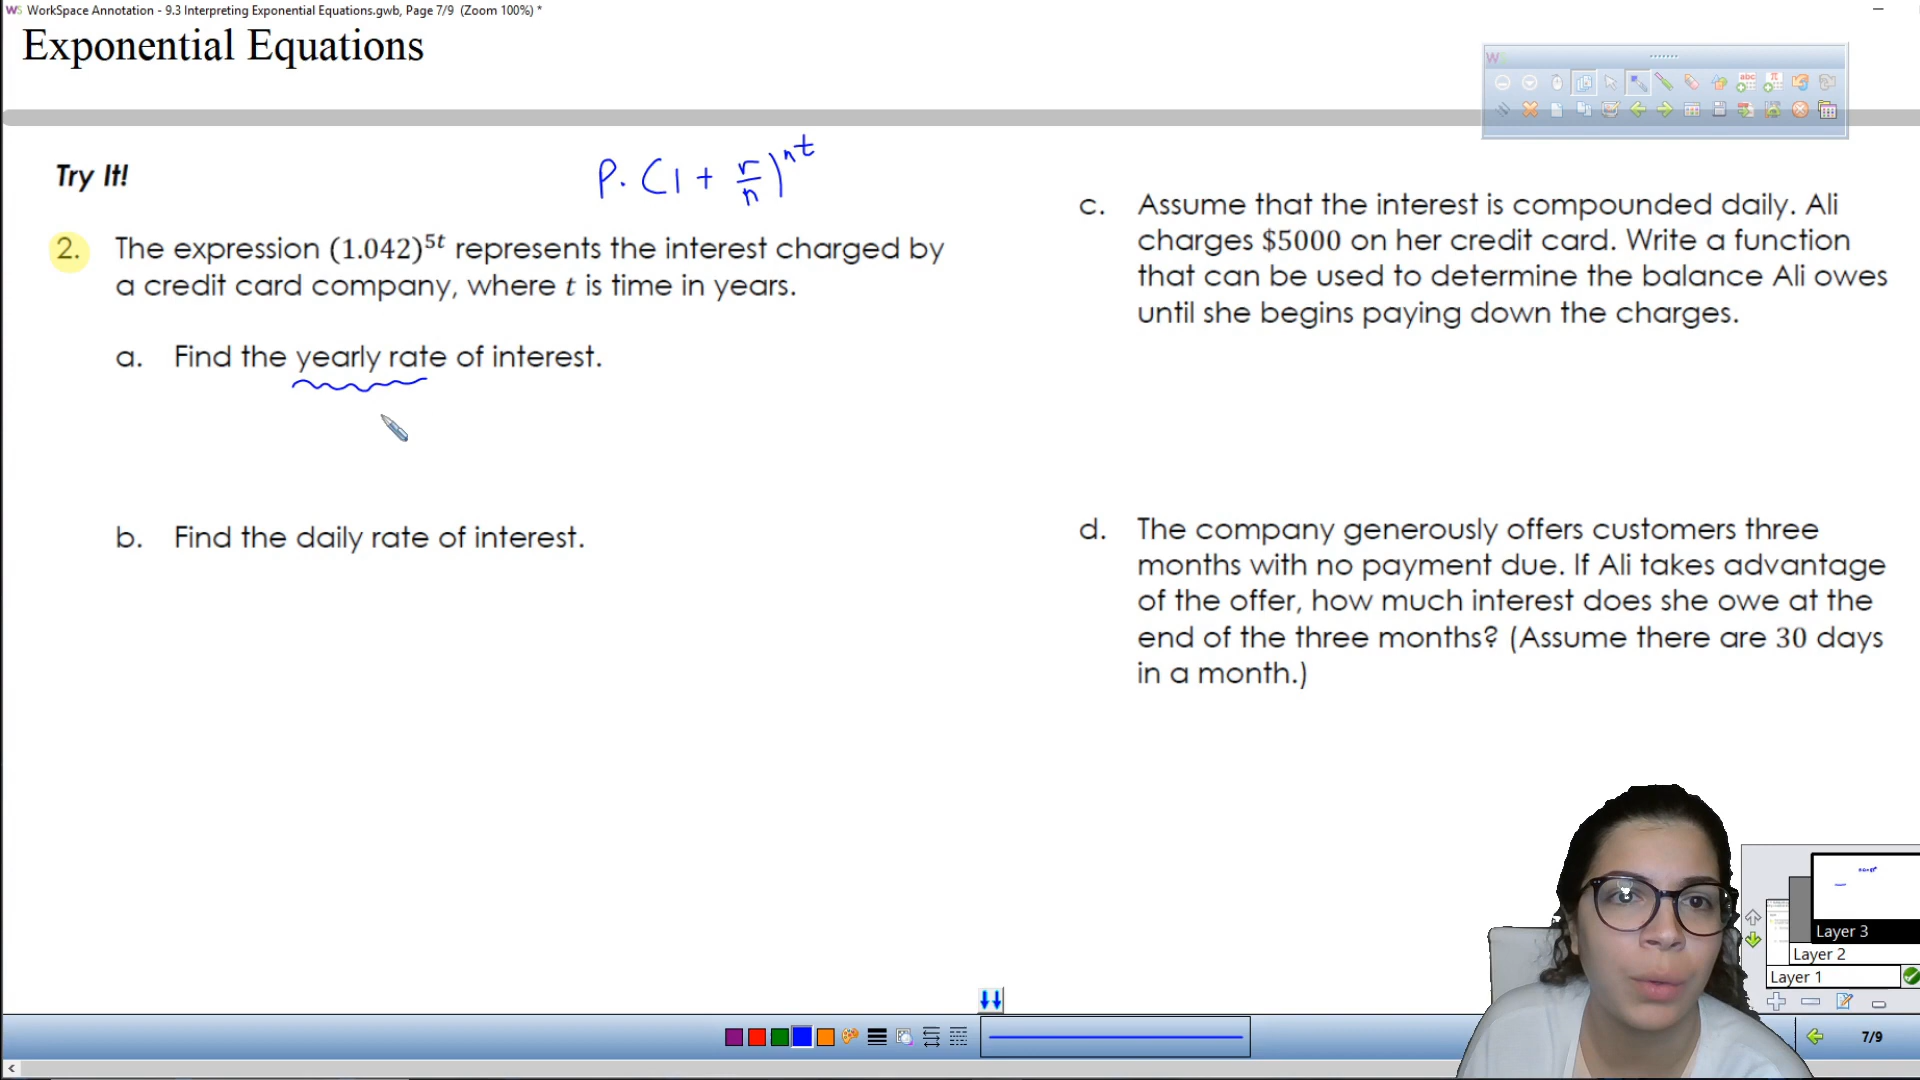 WS WorkSpace Annotation - 9.3 Interpreting Exponential Equations.gwb, Page 7/9 (Zoom 100%) *
Exponential Equations
Try It!
P. (1 + r/n)^nt
2. The expression (1.042)^5t represents the interest charged by
a credit card company, where t is time in years.
a. Find the yearly rate of interest.
b. Find the daily rate of interest.
c. Assume that the interest is compounded daily. Ali
charges $5000 on her credit card. Write a function
that can be used to determine the balance Ali owes
until she begins paying down the charges.
d. The company generously offers customers three
months with no payment due. If Ali takes advantage
of the offer, how much interest does she owe at the
end of the three months? (Assume there are 30 days
in a month.)
Layer 3
Layer 2
Layer 1
7/9